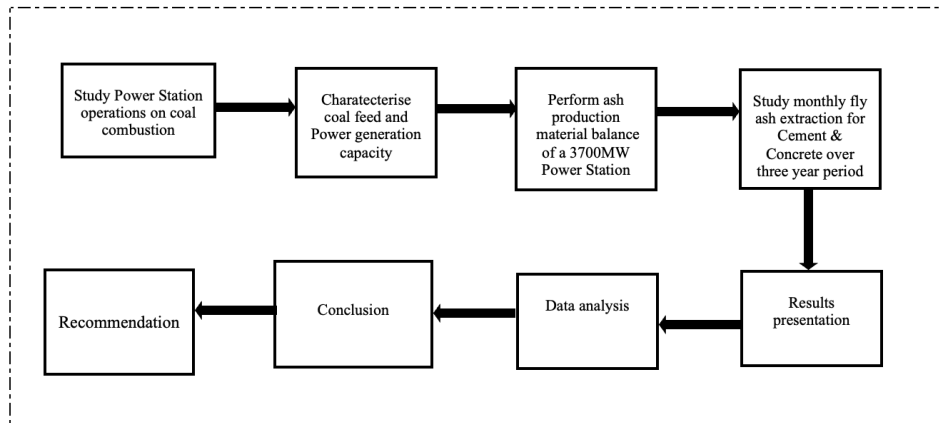 Study Power Station
operations on coal
combustion
Charatecterise
coal feed and
Power generation
capacity
Perform ash
production
material balance
of a 3700MW
Power Station
Study monthly fly
ash extraction for
Cement &
Concrete over
three year period
Recommendation
Conclusion
Data analysis
Results
presentation